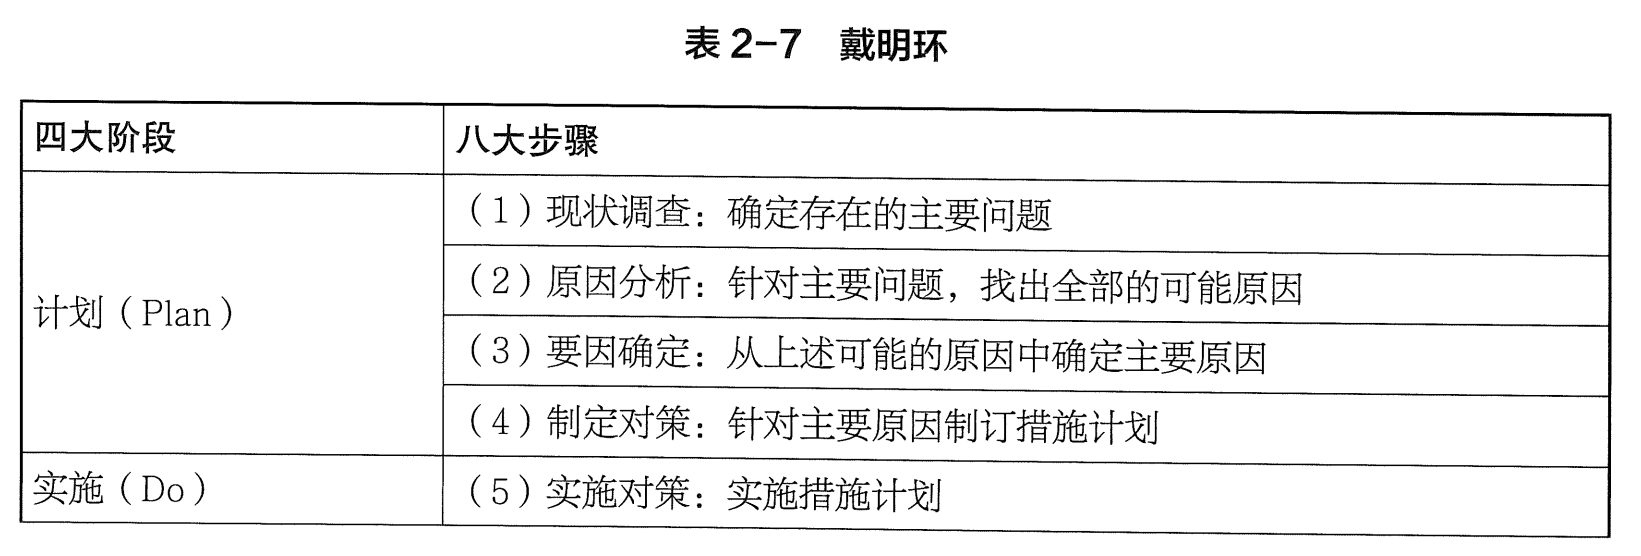 表 2-7 戴明环
四大阶段 八大步骤
计划（Plan）
（1）现状调查：确定存在的主要问题
（2）原因分析：针对主要问题，找出全部的可能原因
（3）要因确定：从上述可能的原因中确定主要原因
（4）制定对策：针对主要原因制订措施计划
实施（Do） （5）实施对策：实施措施计划